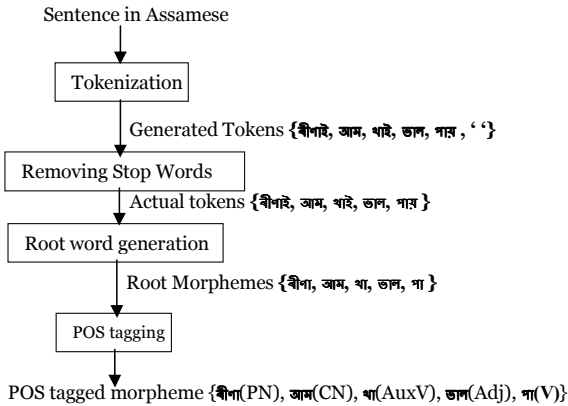 Sentence in Assamese
Tokenization
Generated Tokens {ৰীণাই, আম, খাই, ভাল, পায় , ‘ ‘}
Removing Stop Words
Actual tokens {ৰীণাই, আম, খাই, ভাল, পায় }
Root word generation
Root Morphemes {ৰীণা, আম, খা, ভাল, পা }
POS tagging
POS tagged morpheme {ৰীণা(PN), আম(CN), খা(AuxV), ভাল(Adj), পা(V)}